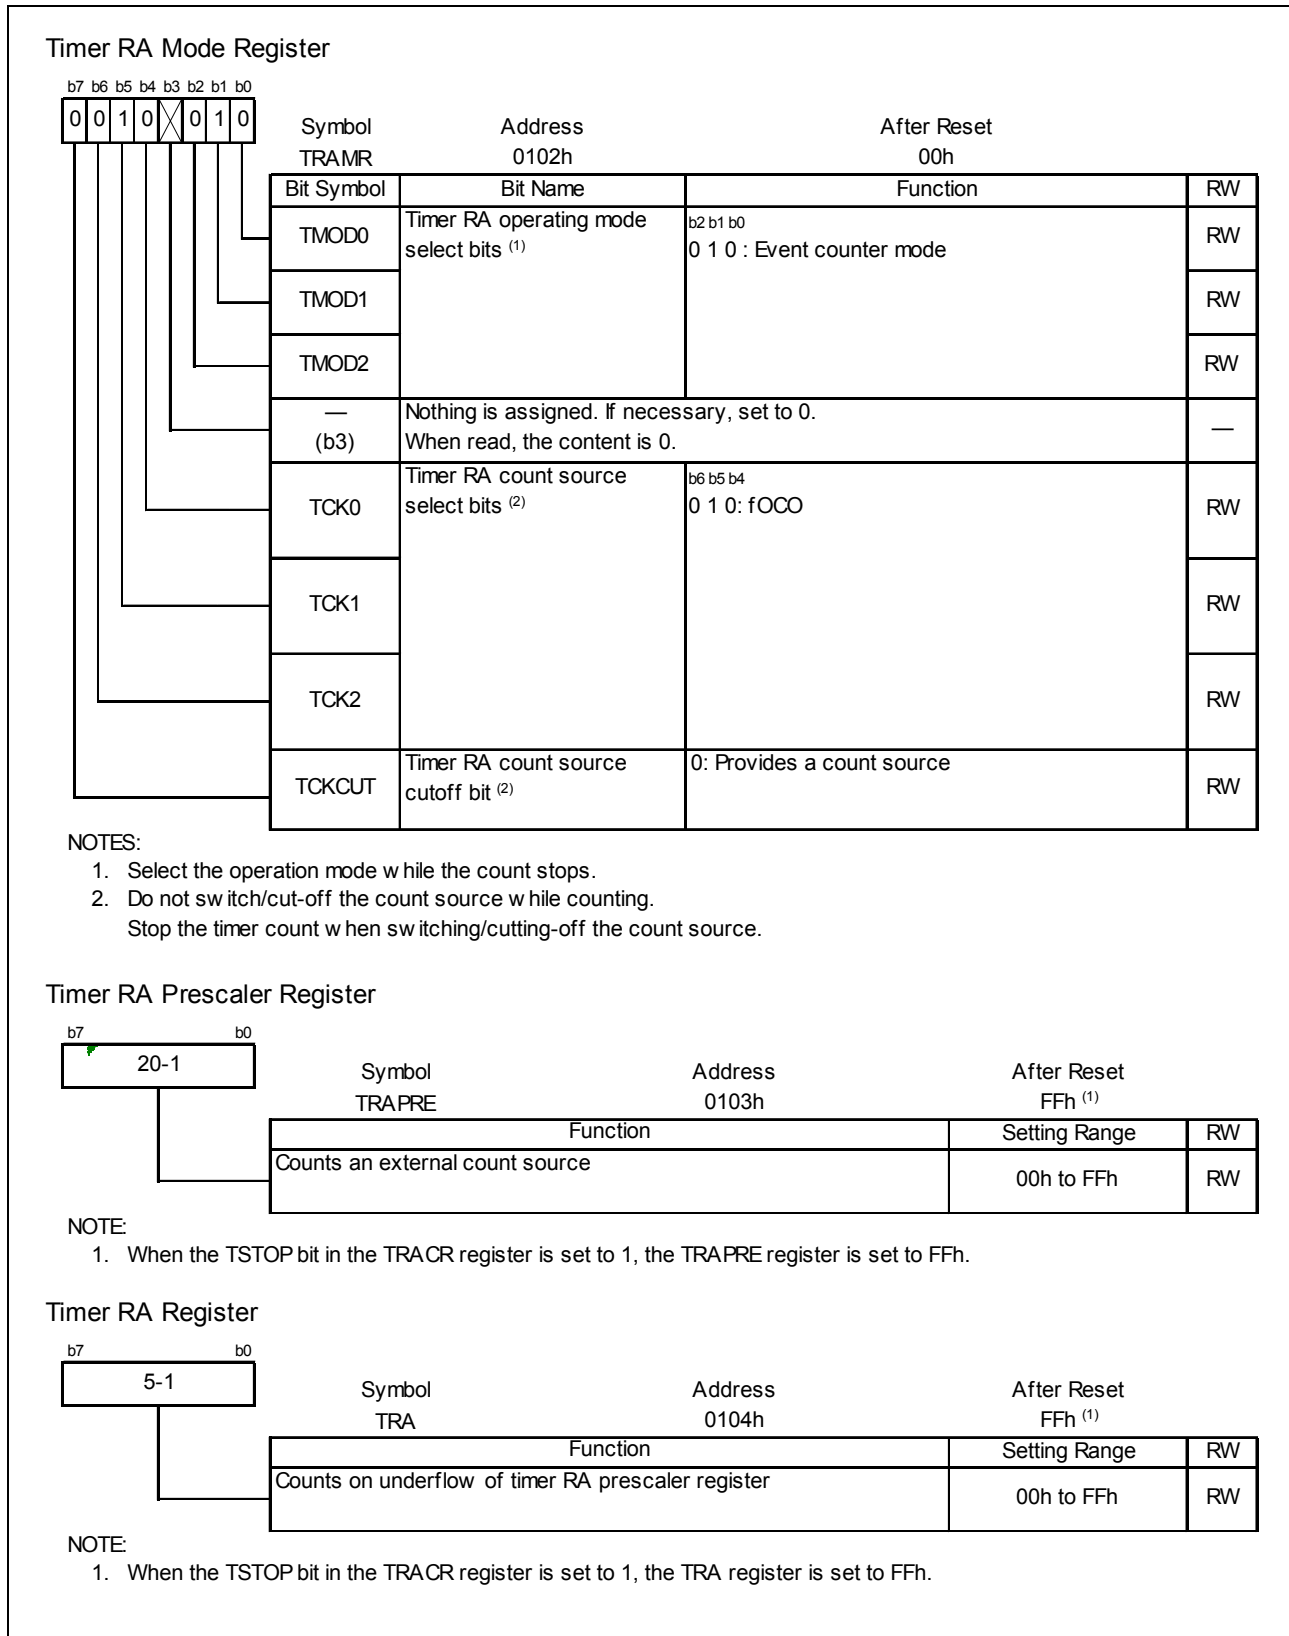 Timer RA Mode Register
b7 b6 b5 b4 b3 b2 b1 b0
0 0 1 0 0 1 0
Symbol Address After Reset
TRAMR 0102h 00h
Bit Symbol Bit Name Function RW
TMOD0 Timer RA operating mode select bits (1) b2 b1 b0 RW
0 1 0 : Event counter mode
TMOD1 RW
TMOD2 RW
— Nothing is assigned. If necessary, set to 0. —
(b3) When read, the content is 0.
TCK0 Timer RA count source select bits (2) b6 b5 b4 RW
0 1 0: fOCO
TCK1 RW
TCK2 RW
TCKCUT Timer RA count source cutoff bit (2) 0: Provides a count source RW
NOTES:
1. Select the operation mode while the count stops.
2. Do not switch/cut-off the count source while counting.
Stop the timer count when switching/cutting-off the count source.
Timer RA Prescaler Register
b7 b0
20-1
Symbol Address After Reset
TRAPRE 0103h FFh (1)
Function Setting Range RW
Counts an external count source 00h to FFh RW
NOTE:
1. When the TSTOP bit in the TRACR register is set to 1, the TRAPRE register is set to FFh.
Timer RA Register
b7 b0
5-1
Symbol Address After Reset
TRA 0104h FFh (1)
Function Setting Range RW
Counts on underflow of timer RA prescaler register 00h to FFh RW
NOTE:
1. When the TSTOP bit in the TRACR register is set to 1, the TRA register is set to FFh.